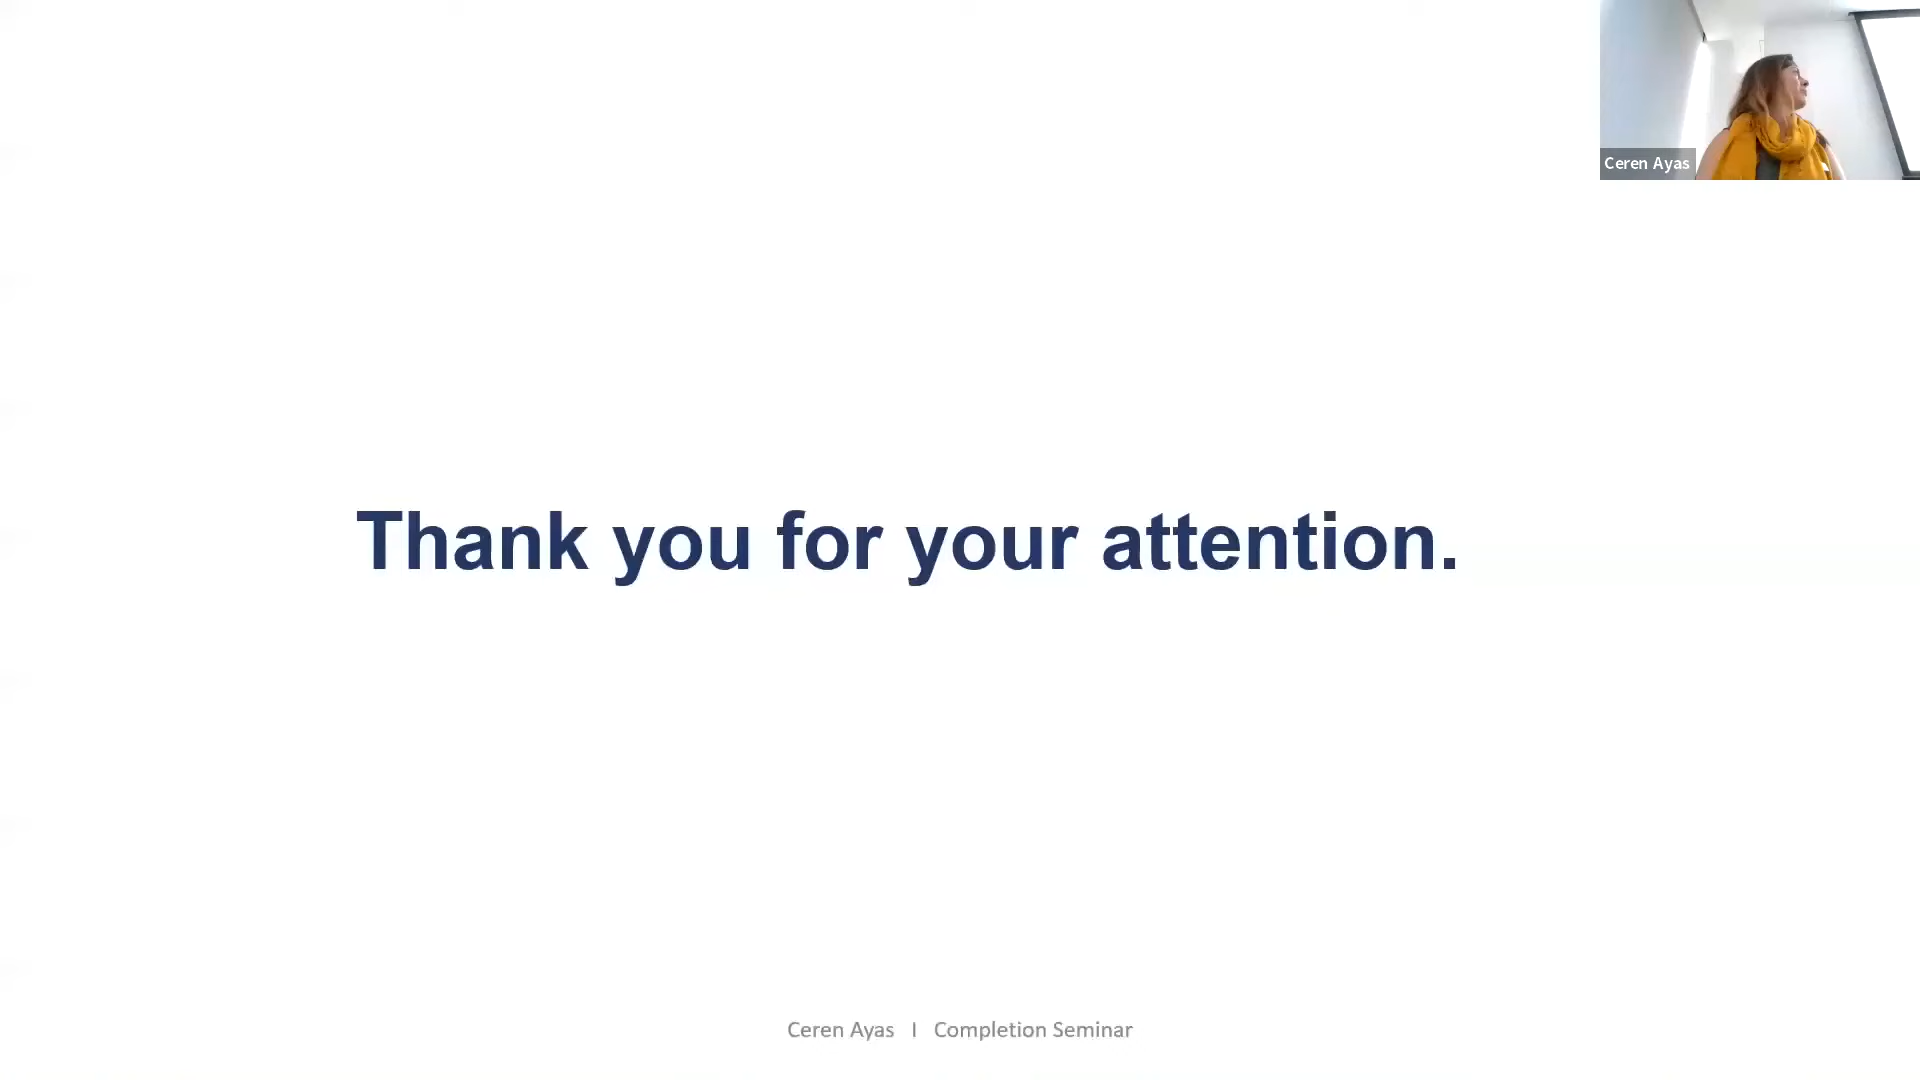 Ceren Ayas
Thank you for your attention.
Ceren Ayas I Completion Seminar